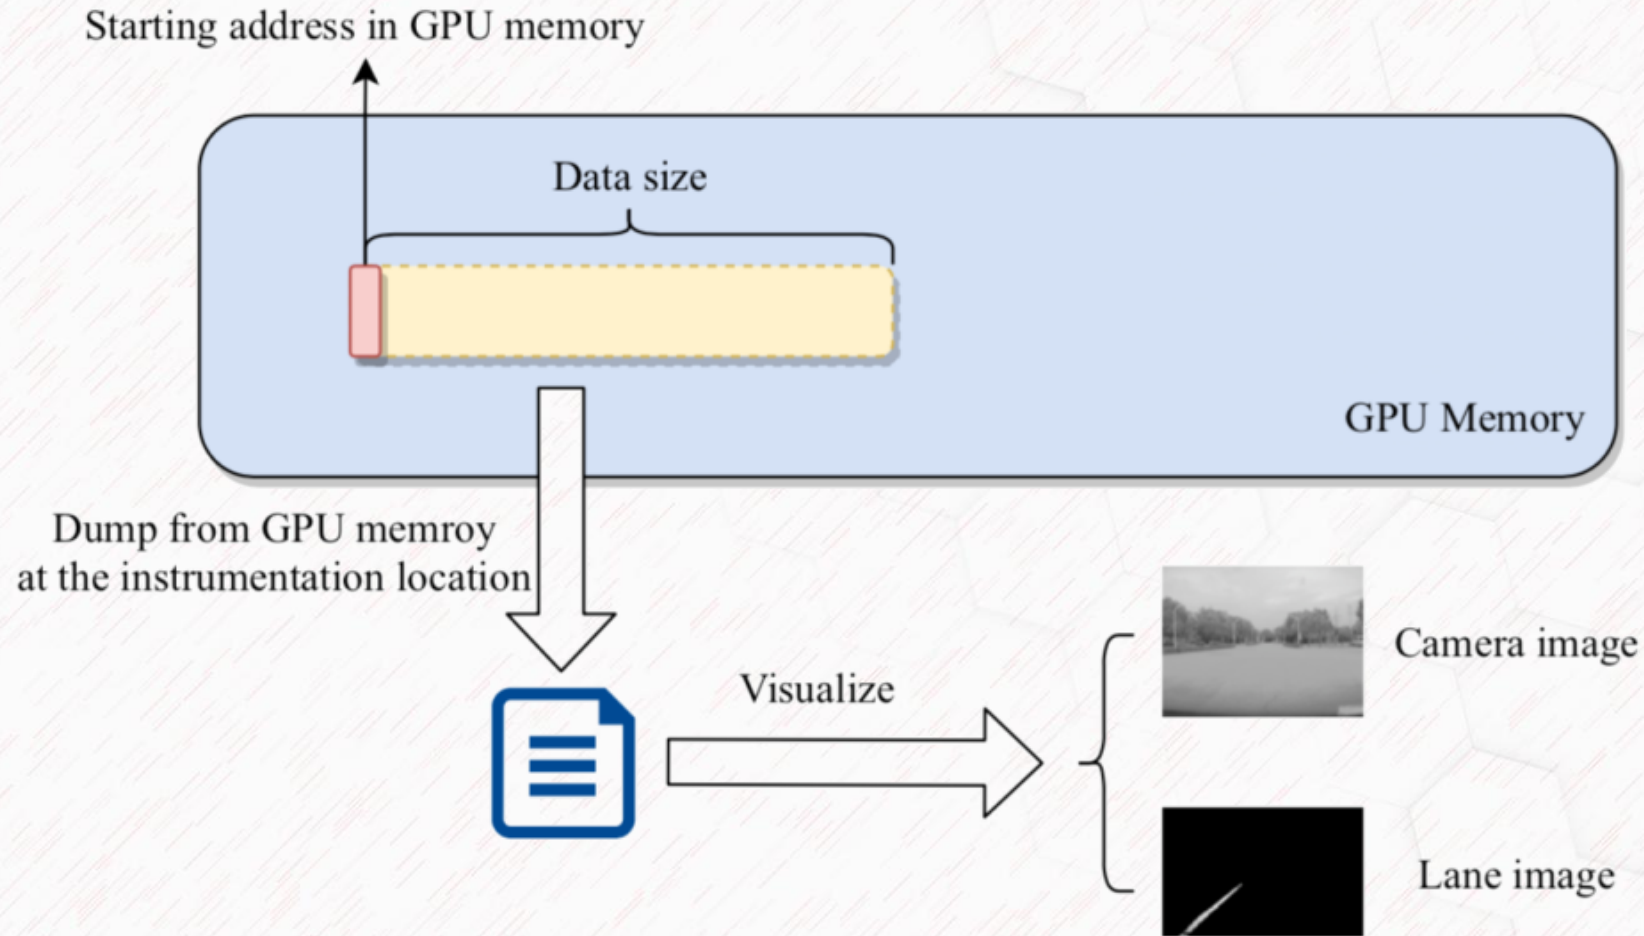 Starting address in GPU memory
Data size
GPU Memory
Dump from GPU memroy
at the instrumentation location
Visualize
Camera image
Lane image